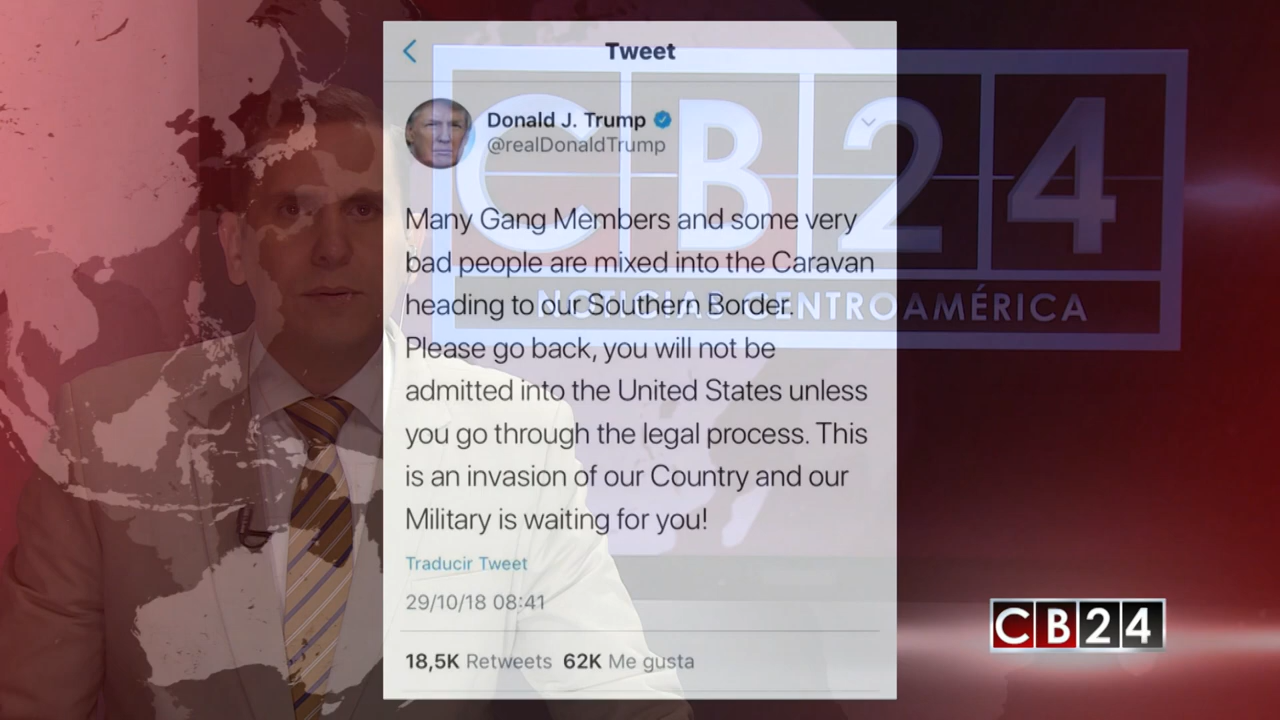 Tweet
Donald J. Trump
@realDonaldTrump
Many Gang Members and some very
bad people are mixed into the Caravan
heading to our Southern Border.
Please go back, you will not be
admitted into the United States unless
you go through the legal process. This
is an invasion of our Country and our
Military is waiting for you!
Traducir Tweet
29/10/18 08:41
18,5K Retweets 62K Me gusta
CB24
NOTICIAS CENTROAMÉRICA
CB24